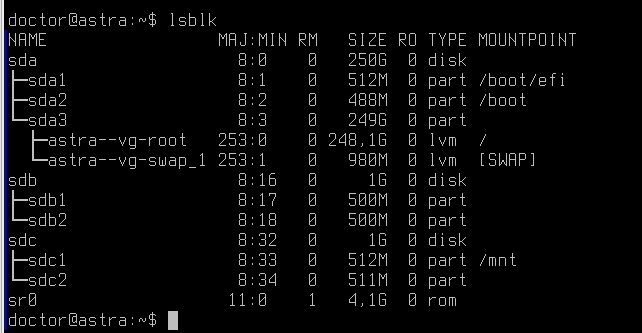 doctor@astra:~$ lsblk
NAME                  MAJ:MIN RM   SIZE RO TYPE MOUNTPOINT
sda                     8:0    0   250G  0 disk
├─sda1                  8:1    0   512M  0 part /boot/efi
├─sda2                  8:2    0   488M  0 part /boot
└─sda3                  8:3    0   249G  0 part
  ├─astra--vg-root    253:0    0 248,1G  0 lvm  /
  └─astra--vg-swap_1  253:1    0   980M  0 lvm  [SWAP]
sdb                     8:16   0     1G  0 disk
├─sdb1                  8:17   0   500M  0 part
└─sdb2                  8:18   0   500M  0 part
sdc                     8:32   0     1G  0 disk
├─sdc1                  8:33   0   512M  0 part /mnt
└─sdc2                  8:34   0   511M  0 part
sr0                    11:0    1   4,1G  0 rom
doctor@astra:~$